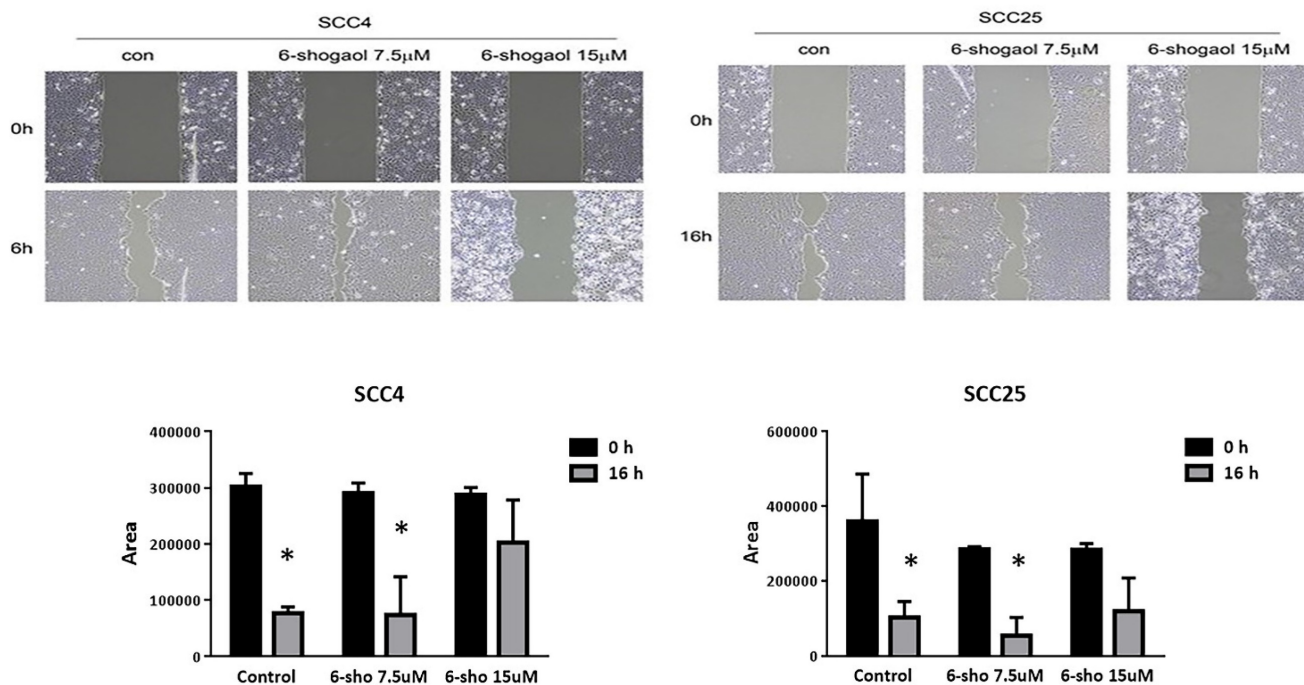 SCC4
con 6-shogaol 7.5μM 6-shogaol 15μM
0h
6h
SCC25
con 6-shogaol 7.5μM 6-shogaol 15μM
0h
16h
SCC4
400000
300000
200000
100000
0
Area
*
*
0 h
16 h
Control 6-sho 7.5uM 6-sho 15uM
SCC25
600000
400000
200000
0
Area
*
*
0 h
16 h
Control 6-sho 7.5uM 6-sho 15uM